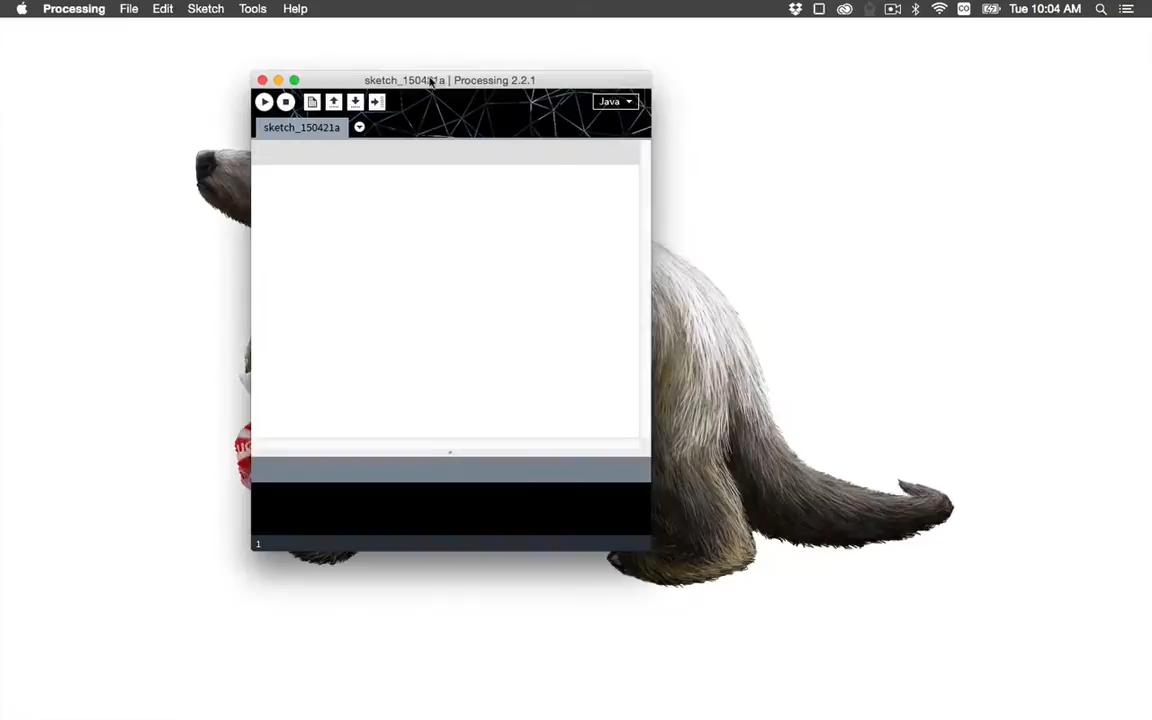 Processing File Edit Sketch Tools Help Tue 10:04 AM
sketch_150421a | Processing 2.2.1
Java
sketch_150421a
1